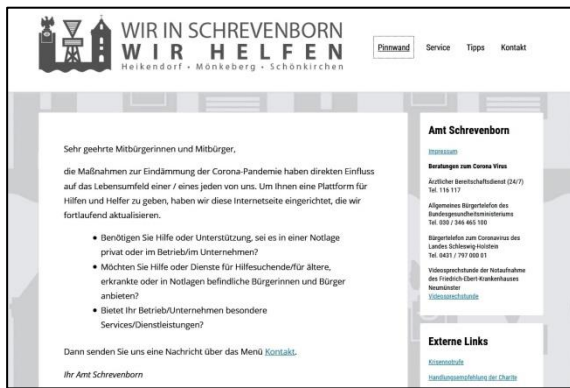 WIR IN SCHREVENBORN
WIR HELFEN
Heikendorf • Mönkeberg • Schönkirchen
Pinnwand Service Tipps Kontakt
Sehr geehrte Mitbürgerinnen und Mitbürger,
die Maßnahmen zur Eindämmung der Corona-Pandemie haben direkten Einfluss
auf das Lebensumfeld einer / eines jeden von uns. Um Ihnen eine Plattform für
Hilfen und Helfer zu geben, haben wir diese Internetseite eingerichtet, die wir
fortlaufend aktualisieren.
• Benötigen Sie Hilfe oder Unterstützung, sei es in einer Notlage
privat oder im Betrieb/im Unternehmen?
• Möchten Sie Hilfe oder Dienste für Hilfesuchende/für ältere,
erkrankte oder in Notlagen befindliche Bürgerinnen und Bürger
anbieten?
• Bietet Ihr Betrieb/Unternehmen besondere
Services/Dienstleistungen?
Dann senden Sie uns eine Nachricht über das Menü Kontakt.
Ihr Amt Schrevenborn
Amt Schrevenborn
Impressum
Beratungen zum Corona Virus
Ärztlicher Bereitschaftsdienst (24/7)
Tel. 116 117
Allgemeines Bürgertelefon des
Bundesgesundheitsministeriums
Tel. 030 / 346 465 100
Bürgertelefon zum Coronavirus des
Landes Schleswig-Holstein
Tel. 0431 / 797 000 01
Videosprechstunde der Notaufnahme
des Friedrich-Ebert-Krankenhauses
Neumünster
Videosprechstunde
Externe Links
Krisenostrufe
Handlungsempfehlung der Charite